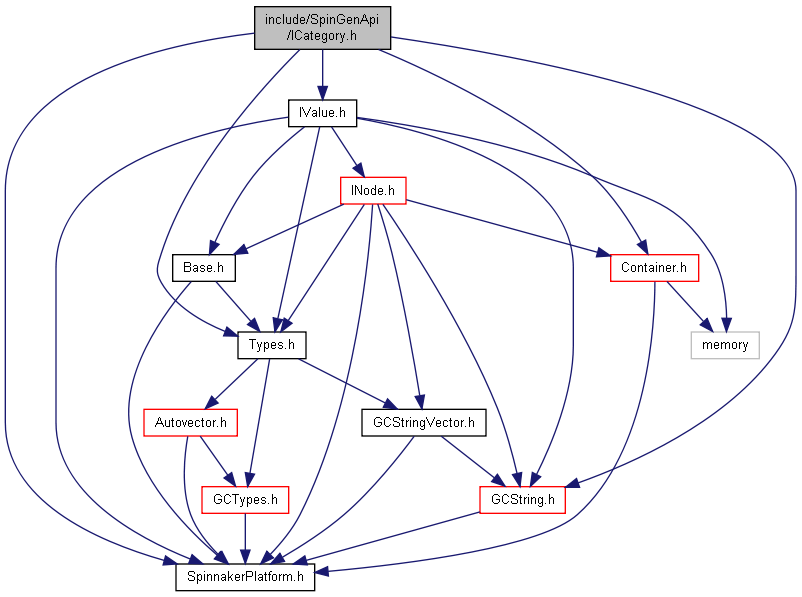 include/SpinGenApi
/ICategory.h
IValue.h
INode.h
Base.h
Container.h
Types.h
memory
Autovector.h
GCStringVector.h
GCTypes.h
GCString.h
SpinnakerPlatform.h